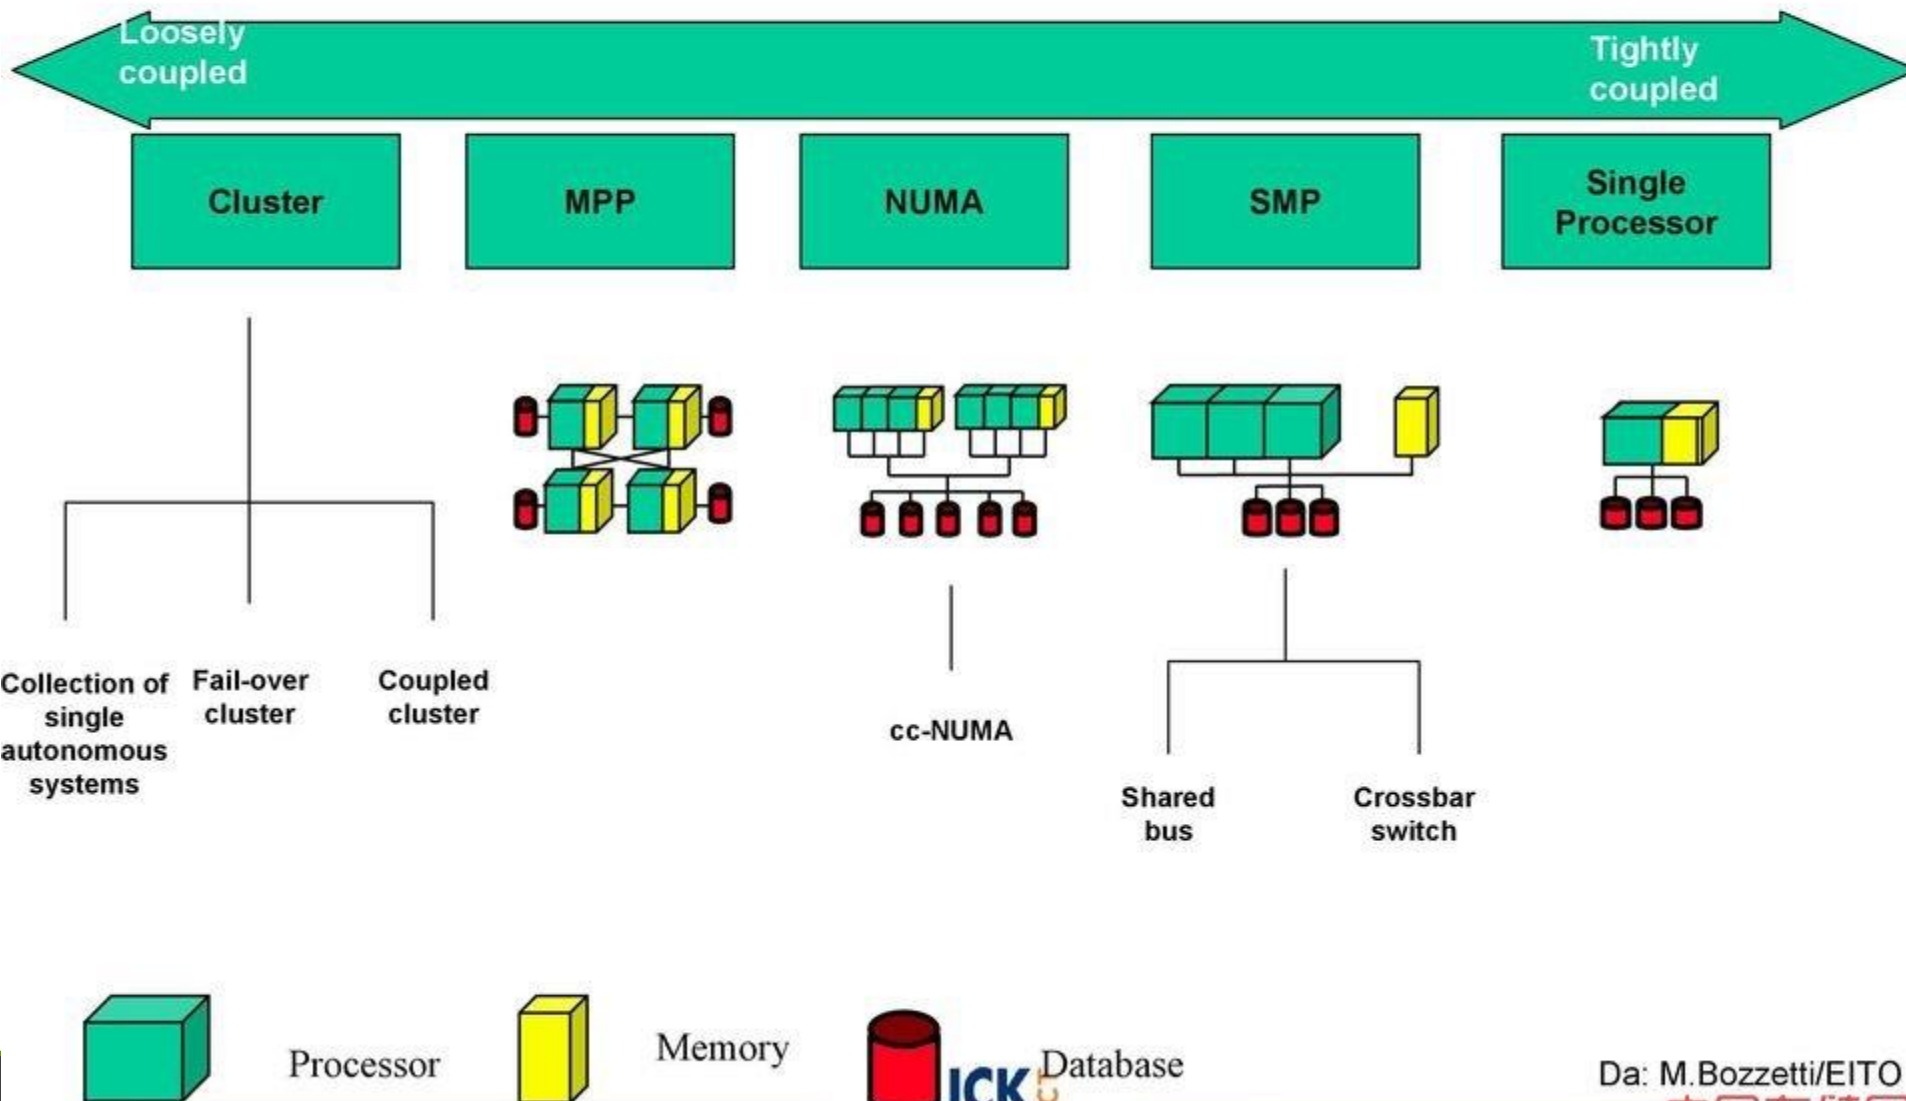 Loosely
coupled
Tightly
coupled
Cluster
MPP
NUMA
SMP
Single
Processor
Collection of
single
autonomous
systems
Fail-over
cluster
Coupled
cluster
cc-NUMA
Shared
bus
Crossbar
switch
Processor
Memory
Database
Da: M.Bozzetti/EITO